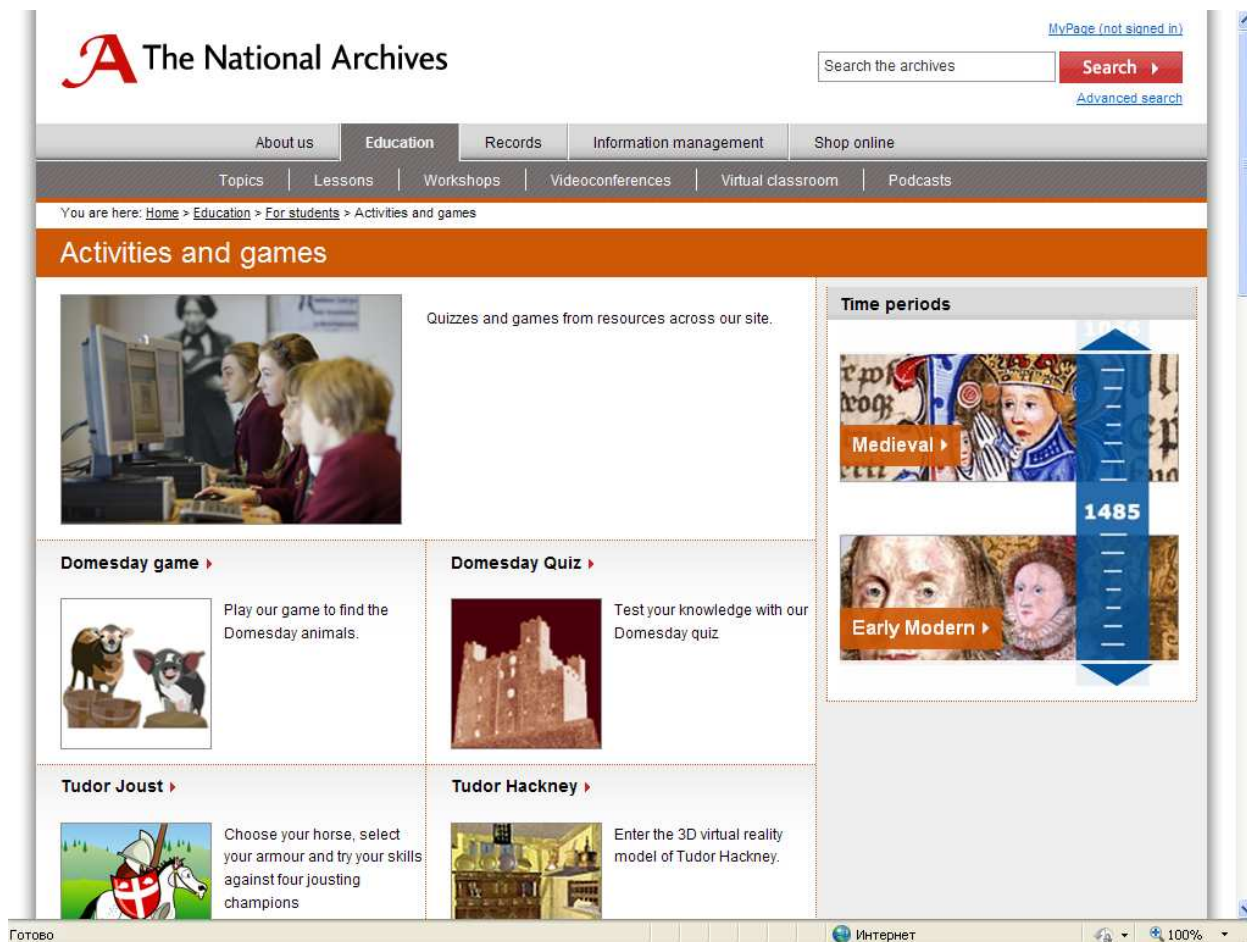 MyPage (not signed in)
The National Archives
Search the archives
Search
Advanced search
About us
Education
Records
Information management
Shop online
Topics
Lessons
Workshops
Videoconferences
Virtual classroom
Podcasts
You are here: Home > Education > For students > Activities and games
Activities and games
Quizzes and games from resources across our site.
Time periods
Medieval
1485
Early Modern
Domesday game
Play our game to find the
Domesday animals.
Domesday Quiz
Test your knowledge with our
Domesday quiz
Tudor Joust
Choose your horse, select
your armour and try your skills
against four jousting
champions
Tudor Hackney
Enter the 3D virtual reality
model of Tudor Hackney.
Готово
Интернет
100%